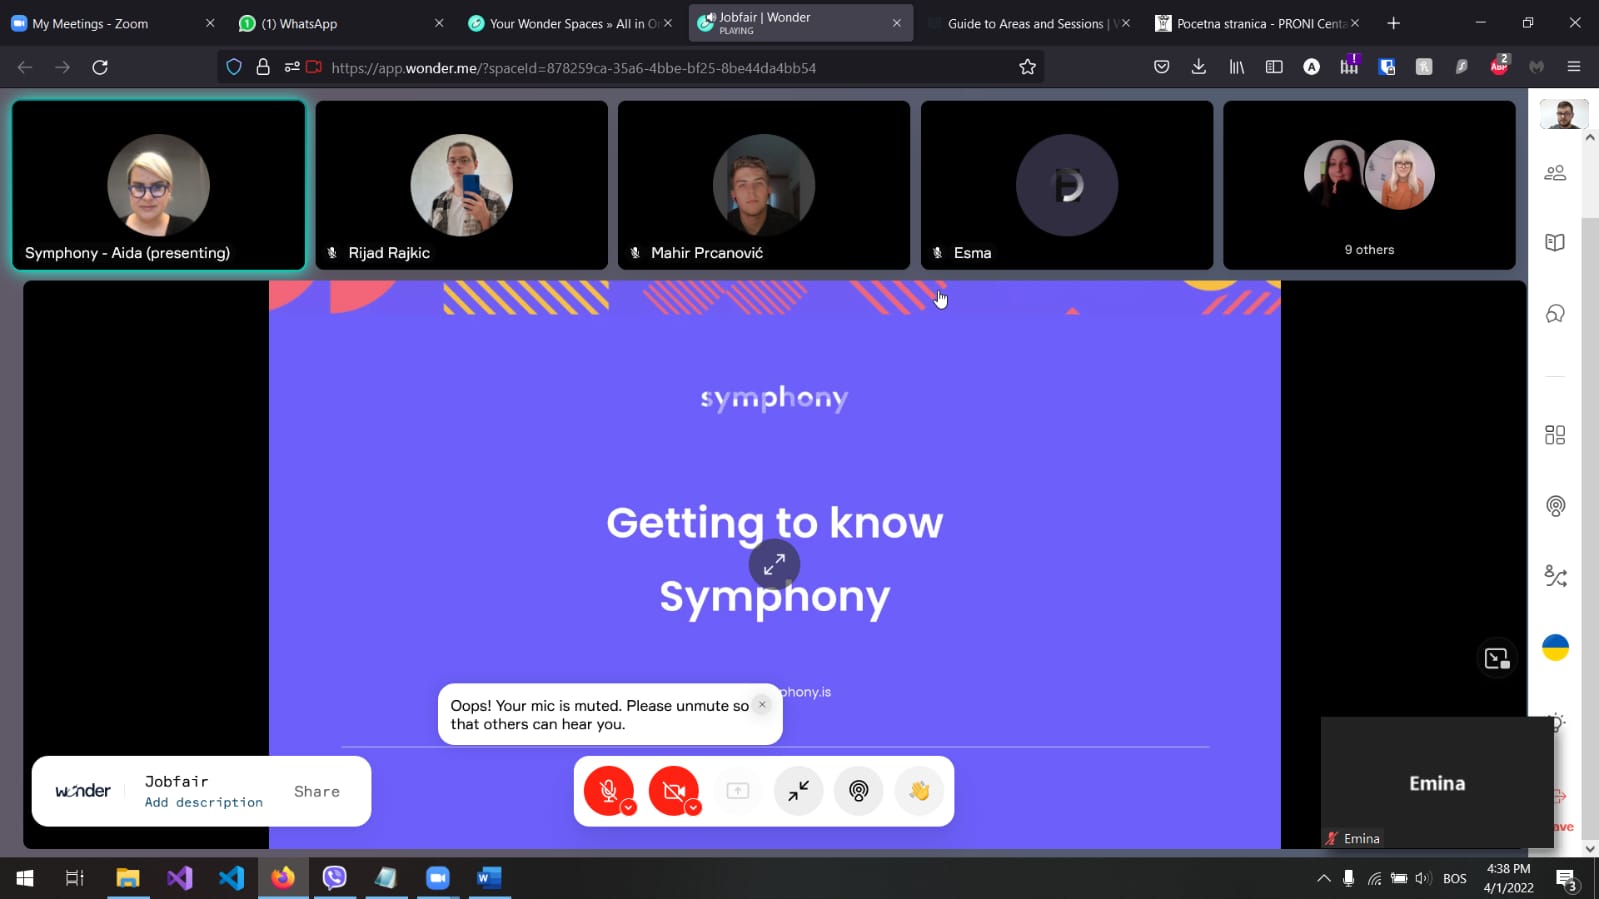 My Meetings - Zoom
(1) WhatsApp
Your Wonder Spaces » All in O
Jobfair | Wonder
PLAYING
Guide to Areas and Sessions |
Pocetna stranica - PRONI Centa
https://app.wonder.me/?spaceId=878259ca-35a6-4bbe-bf25-8be44da4bb54
Symphony - Aida (presenting)
Rijad Rajkic
Mahir Prcanović
Esma
9 others
symphony
Getting to know
Symphony
phony.is
Oops! Your mic is muted. Please unmute so
that others can hear you.
wonder
Jobfair
Add description
Share
Emina
Emina
ave
BOS
4:38 PM
4/1/2022
3